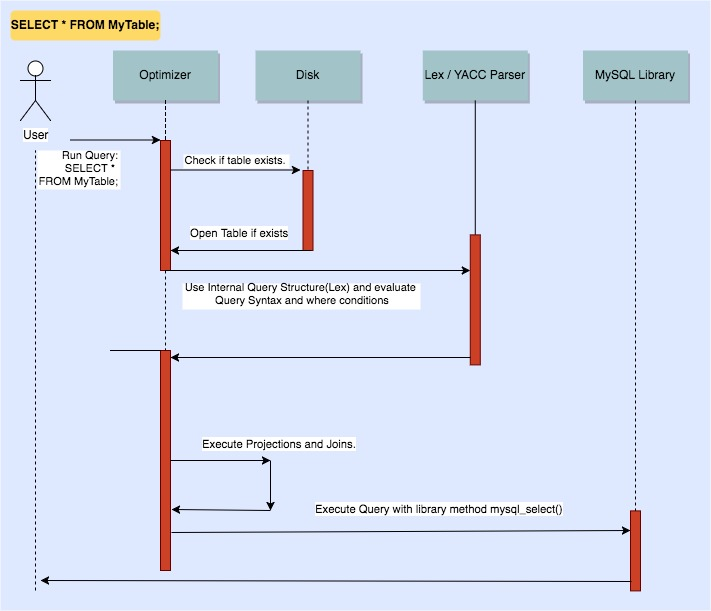 SELECT * FROM MyTable;
Optimizer
Disk
Lex / YACC Parser
MySQL Library
User
Run Query:
SELECT *
FROM MyTable;
Check if table exists.
Open Table if exists
Use Internal Query Structure(Lex) and evaluate
Query Syntax and where conditions
Execute Projections and Joins.
Execute Query with library method mysql_select()